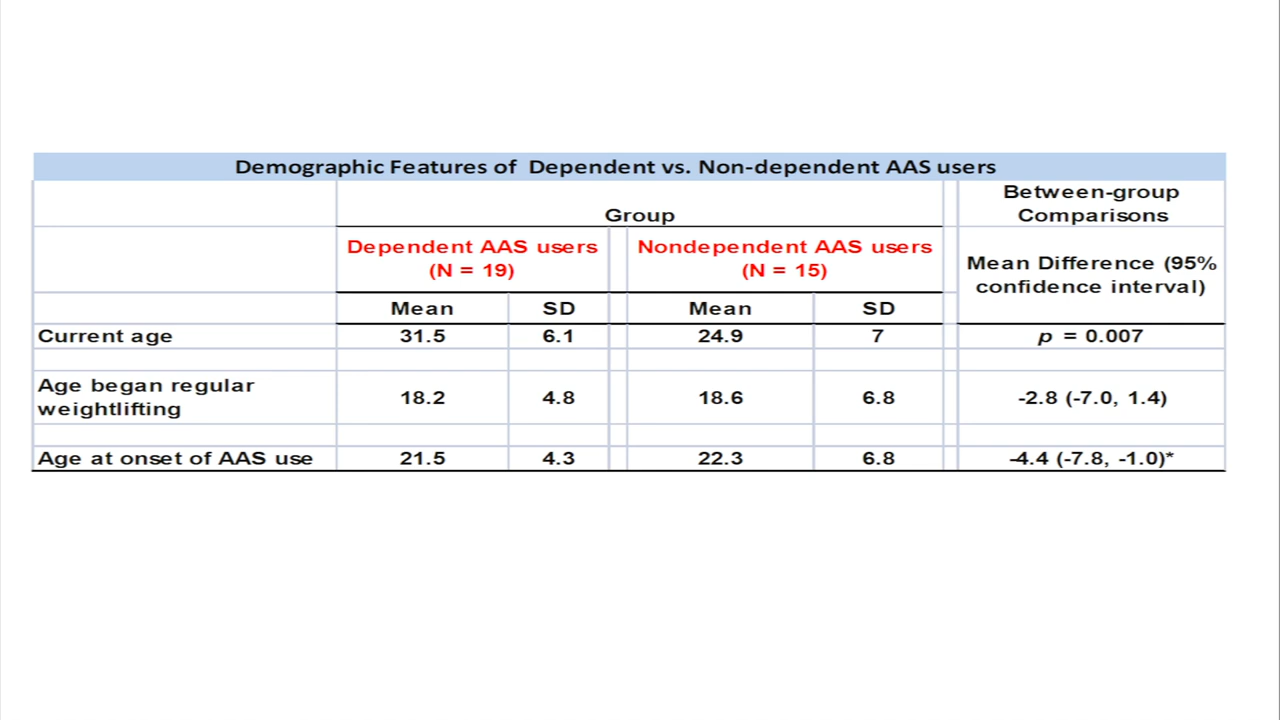 Demographic Features of Dependent vs. Non-dependent AAS users
Between-group
Comparisons
Group
Dependent AAS users
(N = 19)
Nondependent AAS users
(N = 15)
Mean Difference (95%
confidence interval)
Mean SD Mean SD
Current age 31.5 6.1 24.9 7 p = 0.007
Age began regular
weightlifting 18.2 4.8 18.6 6.8 -2.8 (-7.0, 1.4)
Age at onset of AAS use 21.5 4.3 22.3 6.8 -4.4 (-7.8, -1.0)*